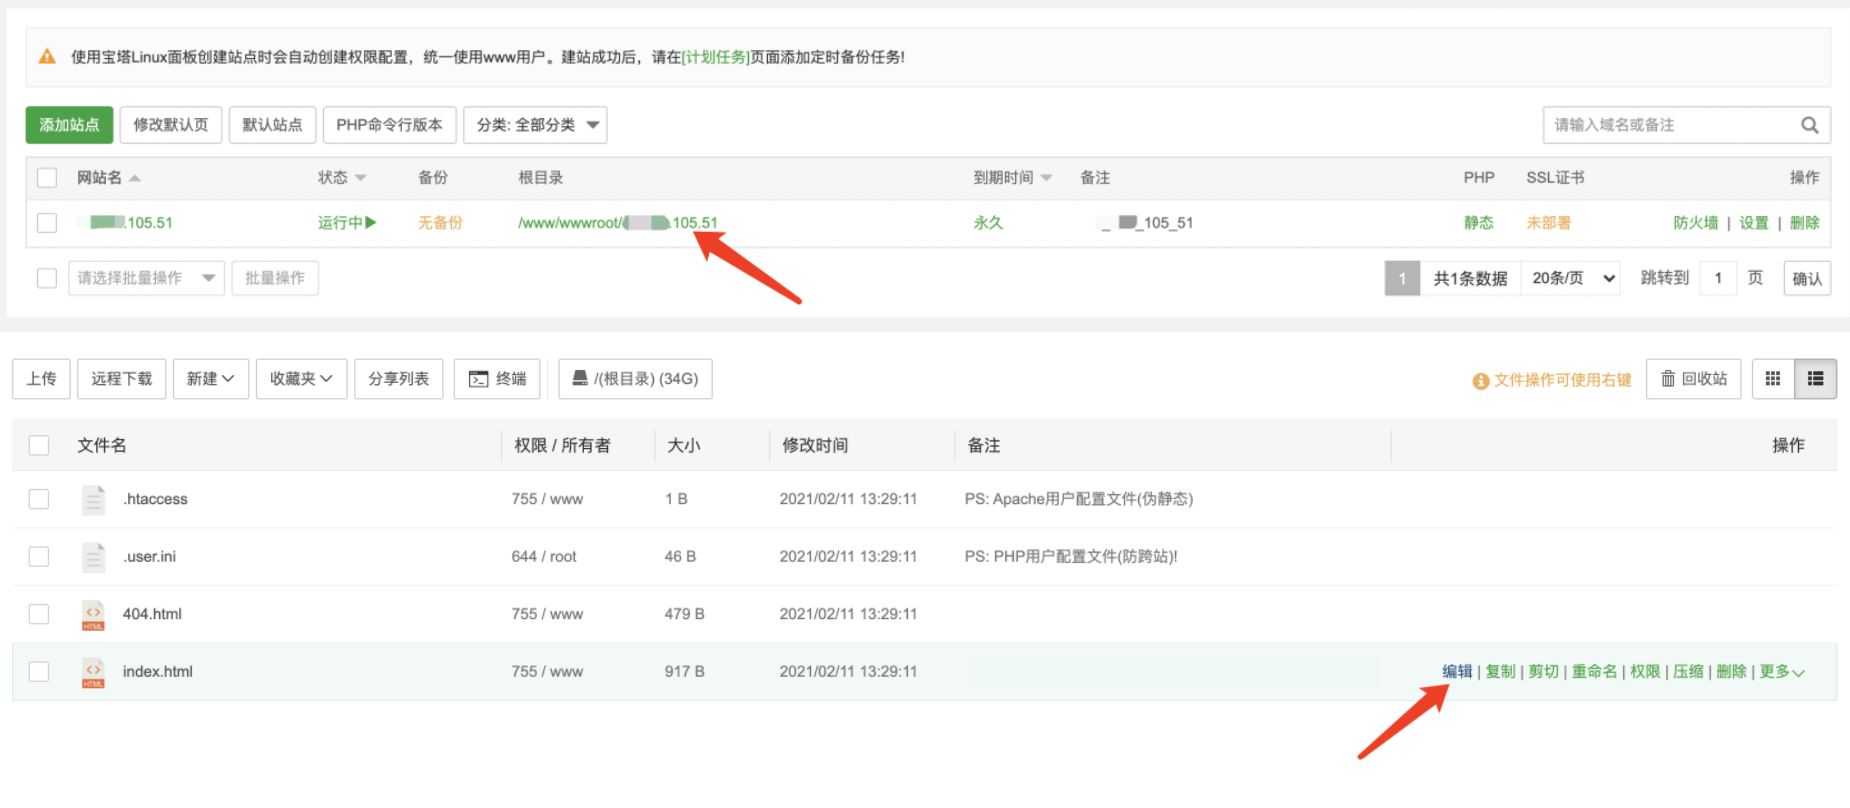 使用宝塔Linux面板创建站点时会自动创建权限配置，统一使用www用户。建站成功后，请在[计划任务]页面添加定时备份任务!
添加站点 修改默认页 默认站点 PHP命令行版本 分类: 全部分类 请输入域名或备注
网站名 状态 备份 根目录 到期时间 备注 PHP SSL证书 操作
.105.51 运行中 无备份 /www/wwwroot/ .105.51 永久 _ _105_51 静态 未部署 防火墙 | 设置 | 删除
请选择批量操作 批量操作 1 共1条数据 20条/页 跳转到 1 页 确认
上传 远程下载 新建 收藏夹 分享列表 终端 /(根目录) (34G) 文件操作可使用右键 回收站
文件名 权限 / 所有者 大小 修改时间 备注 操作
.htaccess 755 / www 1 B 2021/02/11 13:29:11 PS: Apache用户配置文件(伪静态)
.user.ini 644 / root 46 B 2021/02/11 13:29:11 PS: PHP用户配置文件(防跨站)!
HTML 404.html 755 / www 479 B 2021/02/11 13:29:11
HTML index.html 755 / www 917 B 2021/02/11 13:29:11 编辑 | 复制 | 剪切 | 重命名 | 权限 | 压缩 | 删除 | 更多